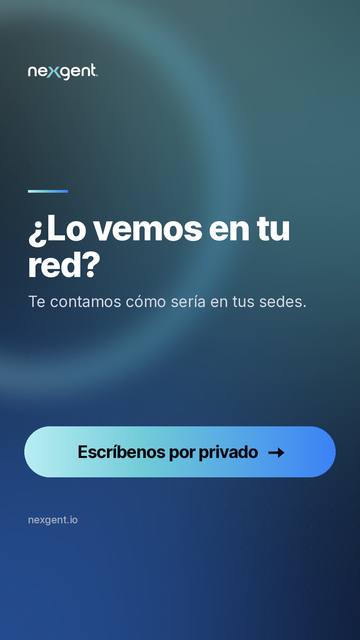 nexgent.
¿Lo vemos en tu
red?
Te contamos cómo sería en tus sedes.
Escríbenos por privado →
nexgent.io